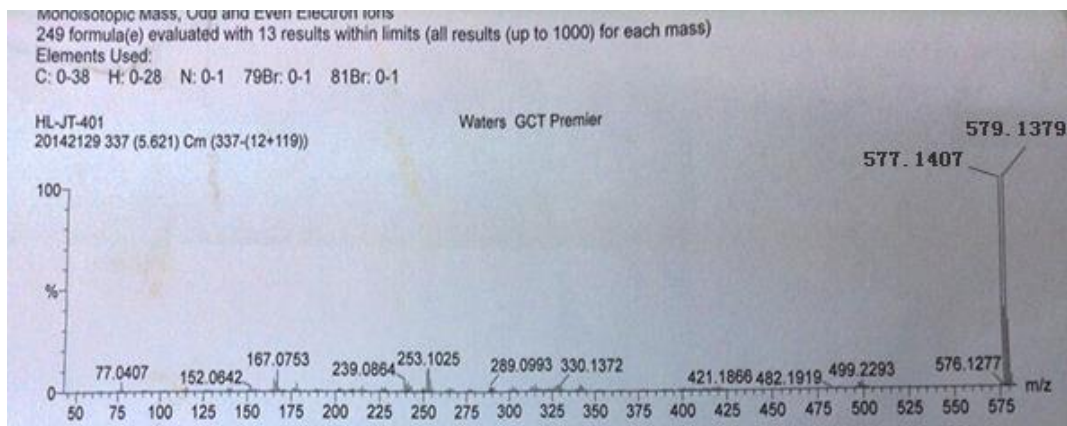 Monoisotopic Mass, Odd and Even Electron Ions
249 formula(e) evaluated with 13 results within limits (all results (up to 1000) for each mass)
Elements Used:
C: 0-38 H: 0-28 N: 0-1 79Br: 0-1 81Br: 0-1
HL-JT-401
Waters GCT Premier
20142129 337 (5.621) Cm (337-(12+119))
579.1379
577.1407
100
%
0
77.0407
152.0642
167.0753
239.0864
253.1025
289.0993
330.1372
421.1866
482.1919
499.2293
576.1277
m/z
50 75 100 125 150 175 200 225 250 275 300 325 350 375 400 425 450 475 500 525 550 575